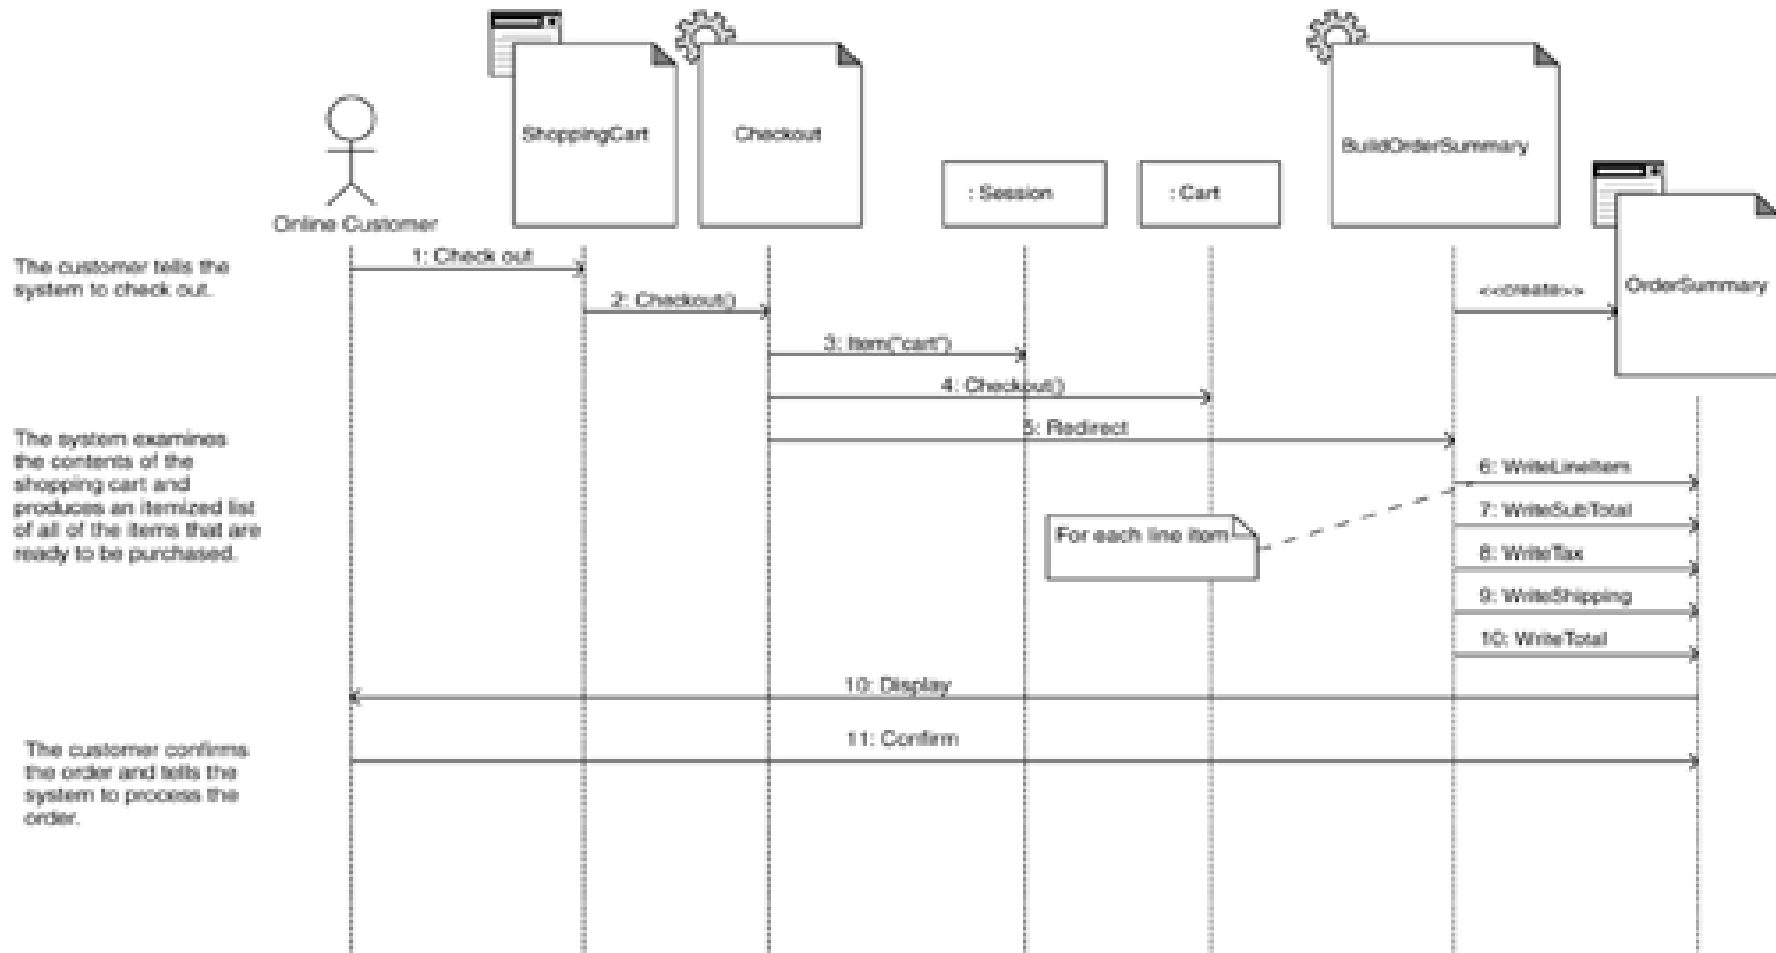 ShoppingCart
Checkout
BuildOrderSummary
: Session
: Cart
Online Customer
OrderSummary
The customer tells the
system to check out.
1: Check out
2: Checkout()
<<create>>
3: Item("cart")
4: Checkout()
5: Redirect
The system examines
the contents of the
shopping cart and
produces an itemized list
of all of the items that are
ready to be purchased.
6: WriteLineItem
7: WriteSubTotal
For each line item
8: WriteTax
9: WriteShipping
10: WriteTotal
10: Display
11: Confirm
The customer confirms
the order and tells the
system to process the
order.